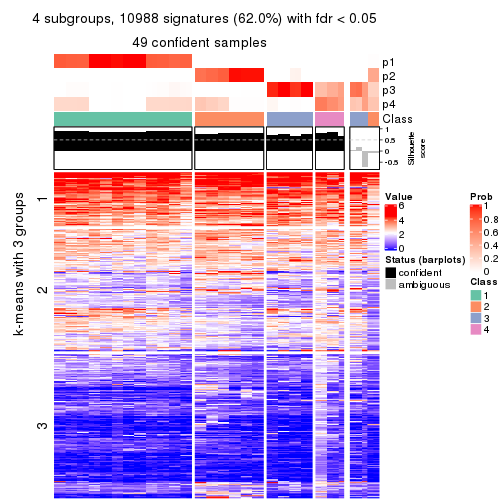 4 subgroups, 10988 signatures (62.0%) with fdr < 0.05
49 confident samples
p1
p2
p3
p4
Class
1
0.5
0
-0.5
Silhouette
score
k-means with 3 groups
1
2
3
Value
6
4
2
0
Status (barplots)
confident
ambiguous
Prob
1
0.8
0.6
0.4
0.2
0
Class
1
2
3
4